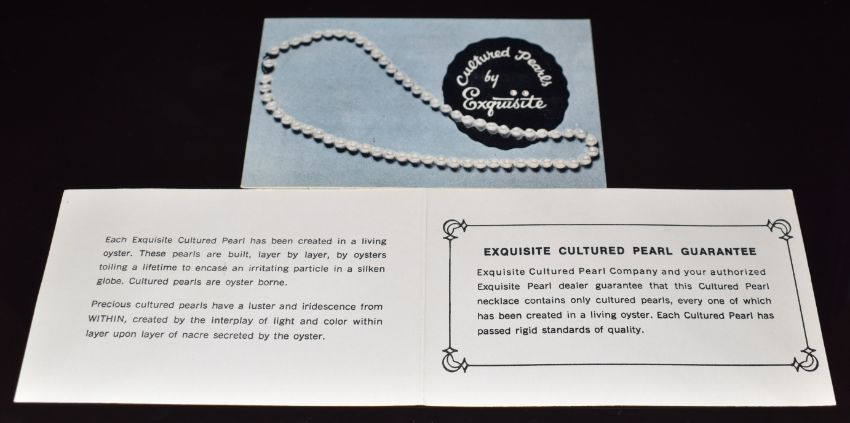 Cultured Pearls
by
Exquisite
Each Exquisite Cultured Pearl has been created in a living
oyster. These pearls are built, layer by layer, by oysters
toiling a lifetime to encase an irritating particle in a silken
globe. Cultured pearls are oyster borne.
Precious cultured pearls have a luster and iridescence from
WITHIN, created by the interplay of light and color within
layer upon layer of nacre secreted by the oyster.
EXQUISITE CULTURED PEARL GUARANTEE
Exquisite Cultured Pearl Company and your authorized
Exquisite Pearl dealer guarantee that this Cultured Pearl
necklace contains only cultured pearls, every one of which
has been created in a living oyster. Each Cultured Pearl has
passed rigid standards of quality.